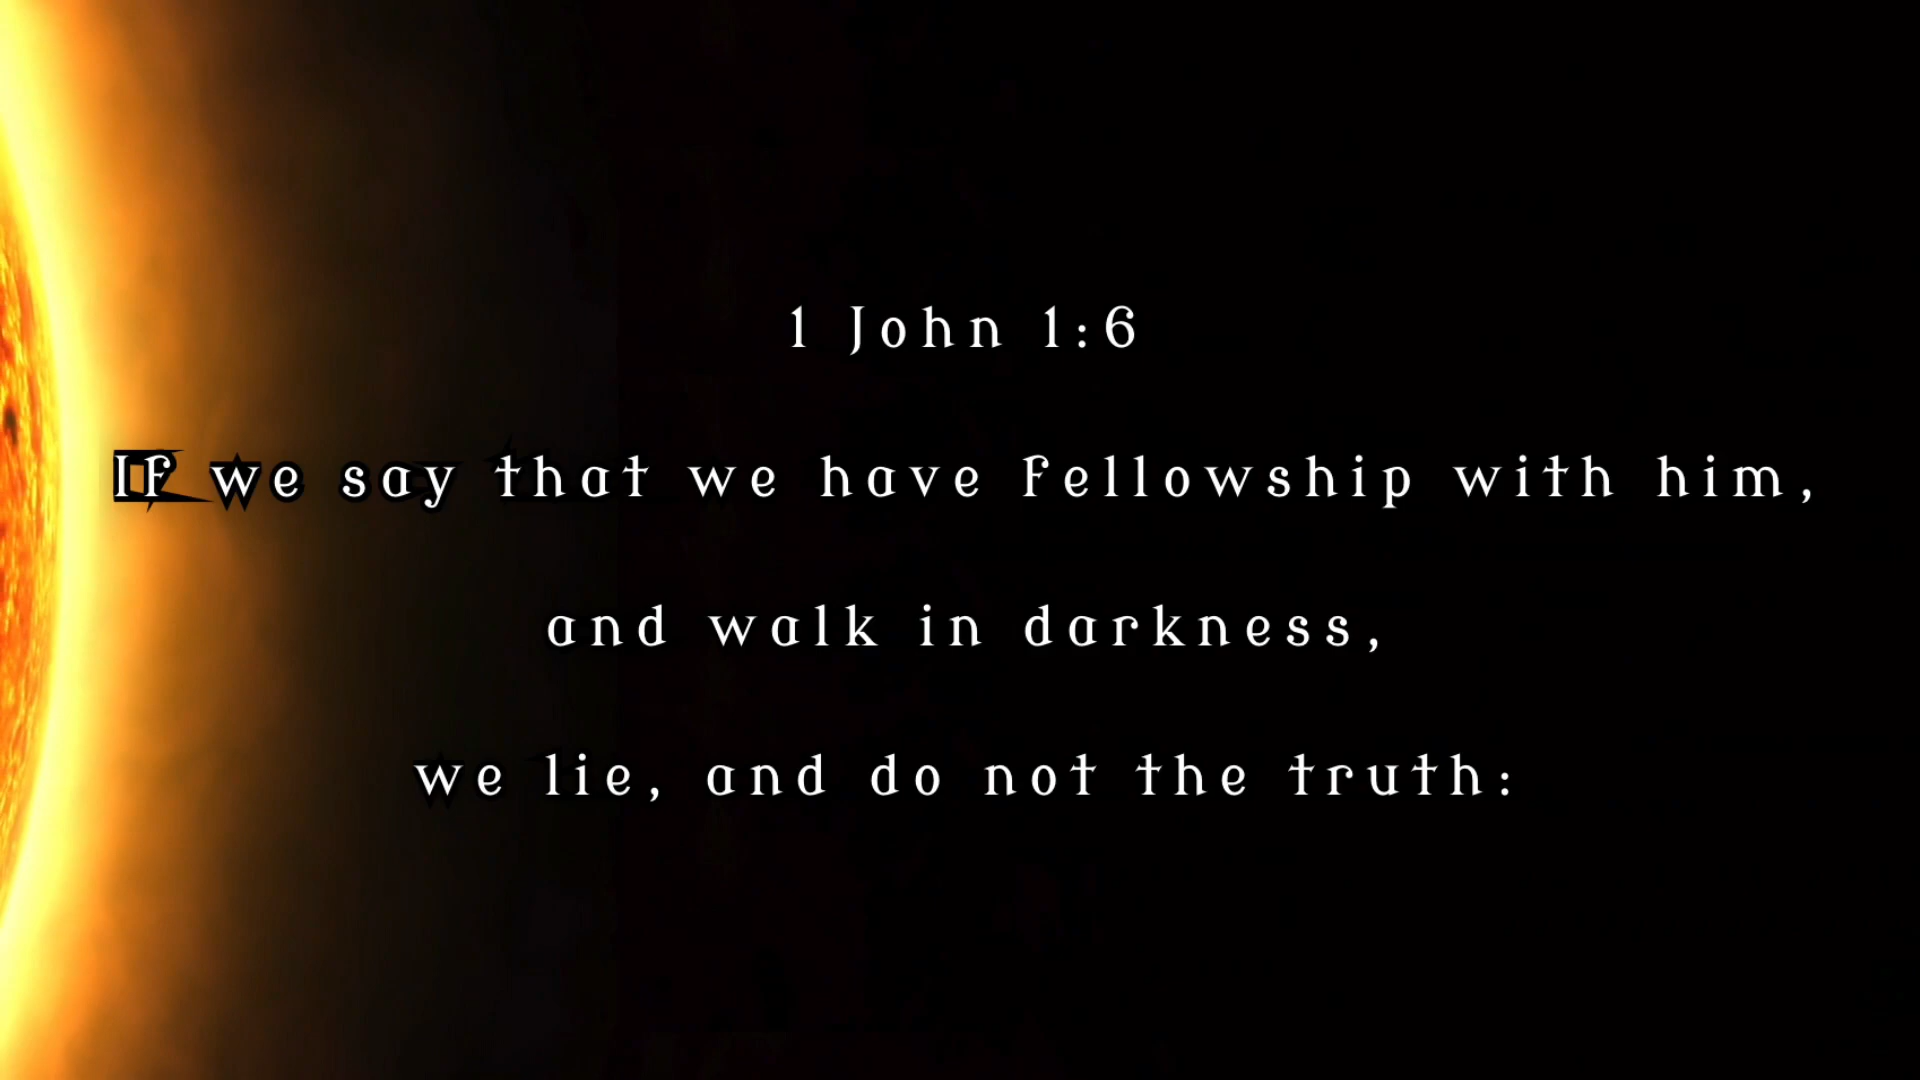 1 John 1:6
If we say that we have fellowship with him,
and walk in darkness,
we lie, and do not the truth: